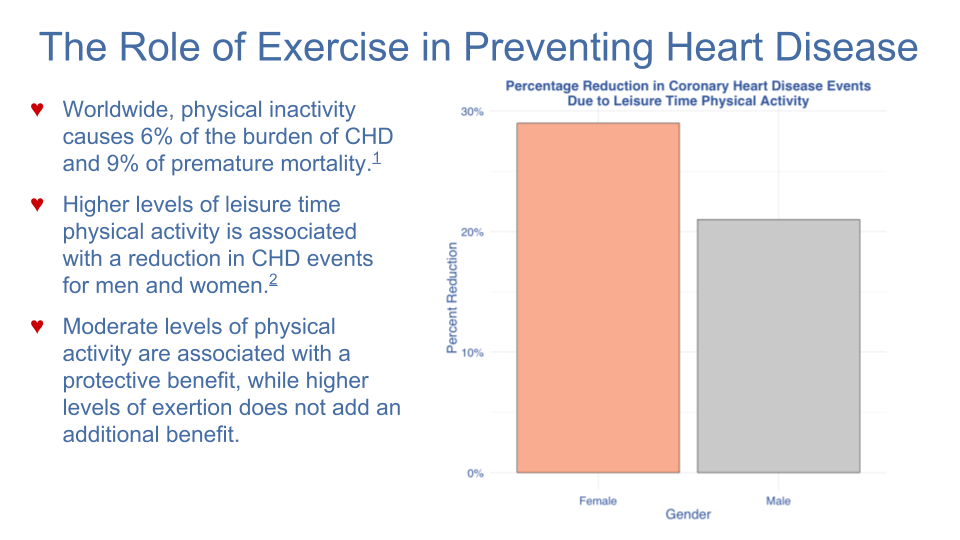 The Role of Exercise in Preventing Heart Disease
♥ Worldwide, physical inactivity
causes 6% of the burden of CHD
and 9% of premature mortality.1
♥ Higher levels of leisure time
physical activity is associated
with a reduction in CHD events
for men and women.2
♥ Moderate levels of physical
activity are associated with a
protective benefit, while higher
levels of exertion does not add an
additional benefit.
Percentage Reduction in Coronary Heart Disease Events
Due to Leisure Time Physical Activity
30%
20%
10%
0%
Percent Reduction
Female
Male
Gender